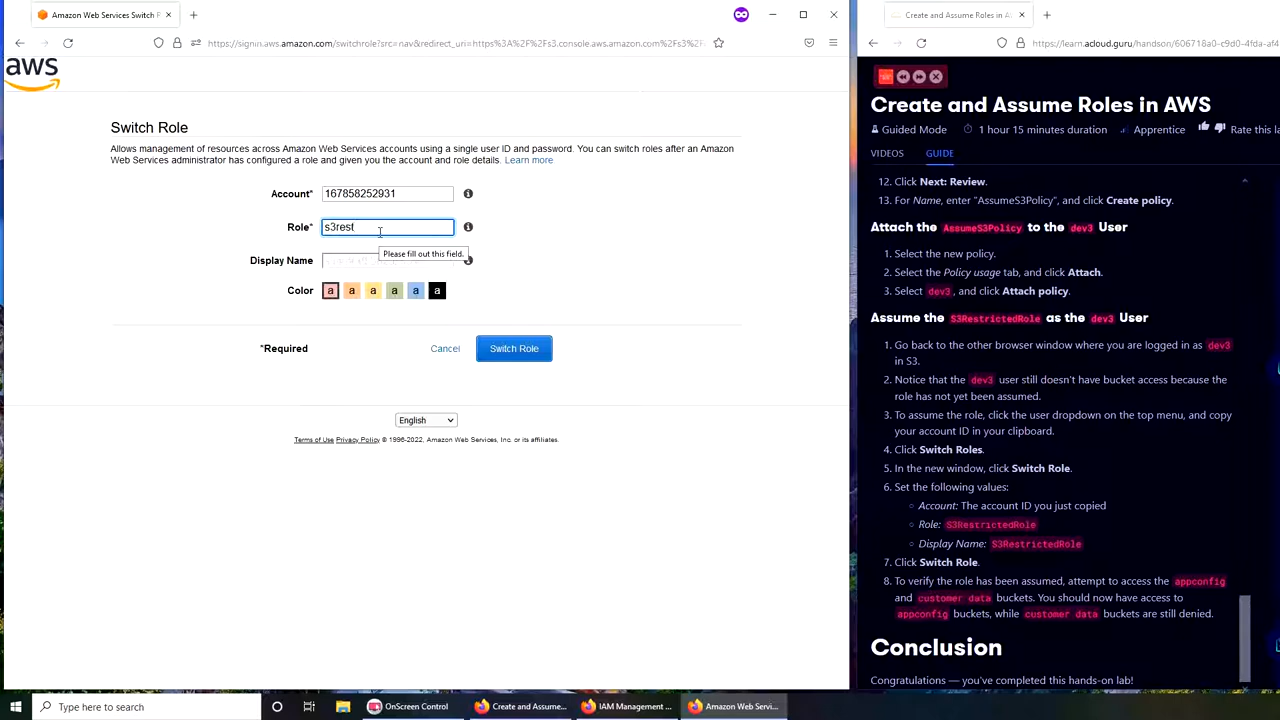 Amazon Web Services Switch R
https://signin.aws.amazon.com/switchrole?src=nav&redirect_uri=https%3A%2F%2Fs3.console.aws.amazon.com%2Fs3%2F
aws
Switch Role
Allows management of resources across Amazon Web Services accounts using a single user ID and password. You can switch roles after an Amazon
Web Services administrator has configured a role and given you the account and role details. Learn more
Account* 167858252931
Role* s3rest
Please fill out this field.
Display Name
Color a a a a a a
*Required Cancel Switch Role
English
Terms of Use Privacy Policy © 1996-2022, Amazon Web Services, Inc. or its affiliates.
Create and Assume Roles in A
https://learn.acloud.guru/handson/606718a0-c9d0-4fda-af4
Create and Assume Roles in AWS
Guided Mode 1 hour 15 minutes duration Apprentice Rate this la
VIDEOS GUIDE
12. Click Next: Review.
13. For Name, enter "AssumeS3Policy", and click Create policy.
Attach the AssumeS3Policy to the dev3 User
1. Select the new policy.
2. Select the Policy usage tab, and click Attach.
3. Select dev3, and click Attach policy.
Assume the S3RestrictedRole as the dev3 User
1. Go back to the other browser window where you are logged in as dev3
in S3.
2. Notice that the dev3 user still doesn't have bucket access because the
role has not yet been assumed.
3. To assume the role, click the user dropdown on the top menu, and copy
your account ID in your clipboard.
4. Click Switch Roles.
5. In the new window, click Switch Role.
6. Set the following values:
○ Account: The account ID you just copied
○ Role: S3RestrictedRole
○ Display Name: S3RestrictedRole
7. Click Switch Role.
8. To verify the role has been assumed, attempt to access the appconfig
and customer data buckets. You should now have access to
appconfig buckets, while customer data buckets are still denied.
Conclusion
Congratulations — you've completed this hands-on lab!
Type here to search
OnScreen Control
Create and Assume...
IAM Management ...
Amazon Web Servi...